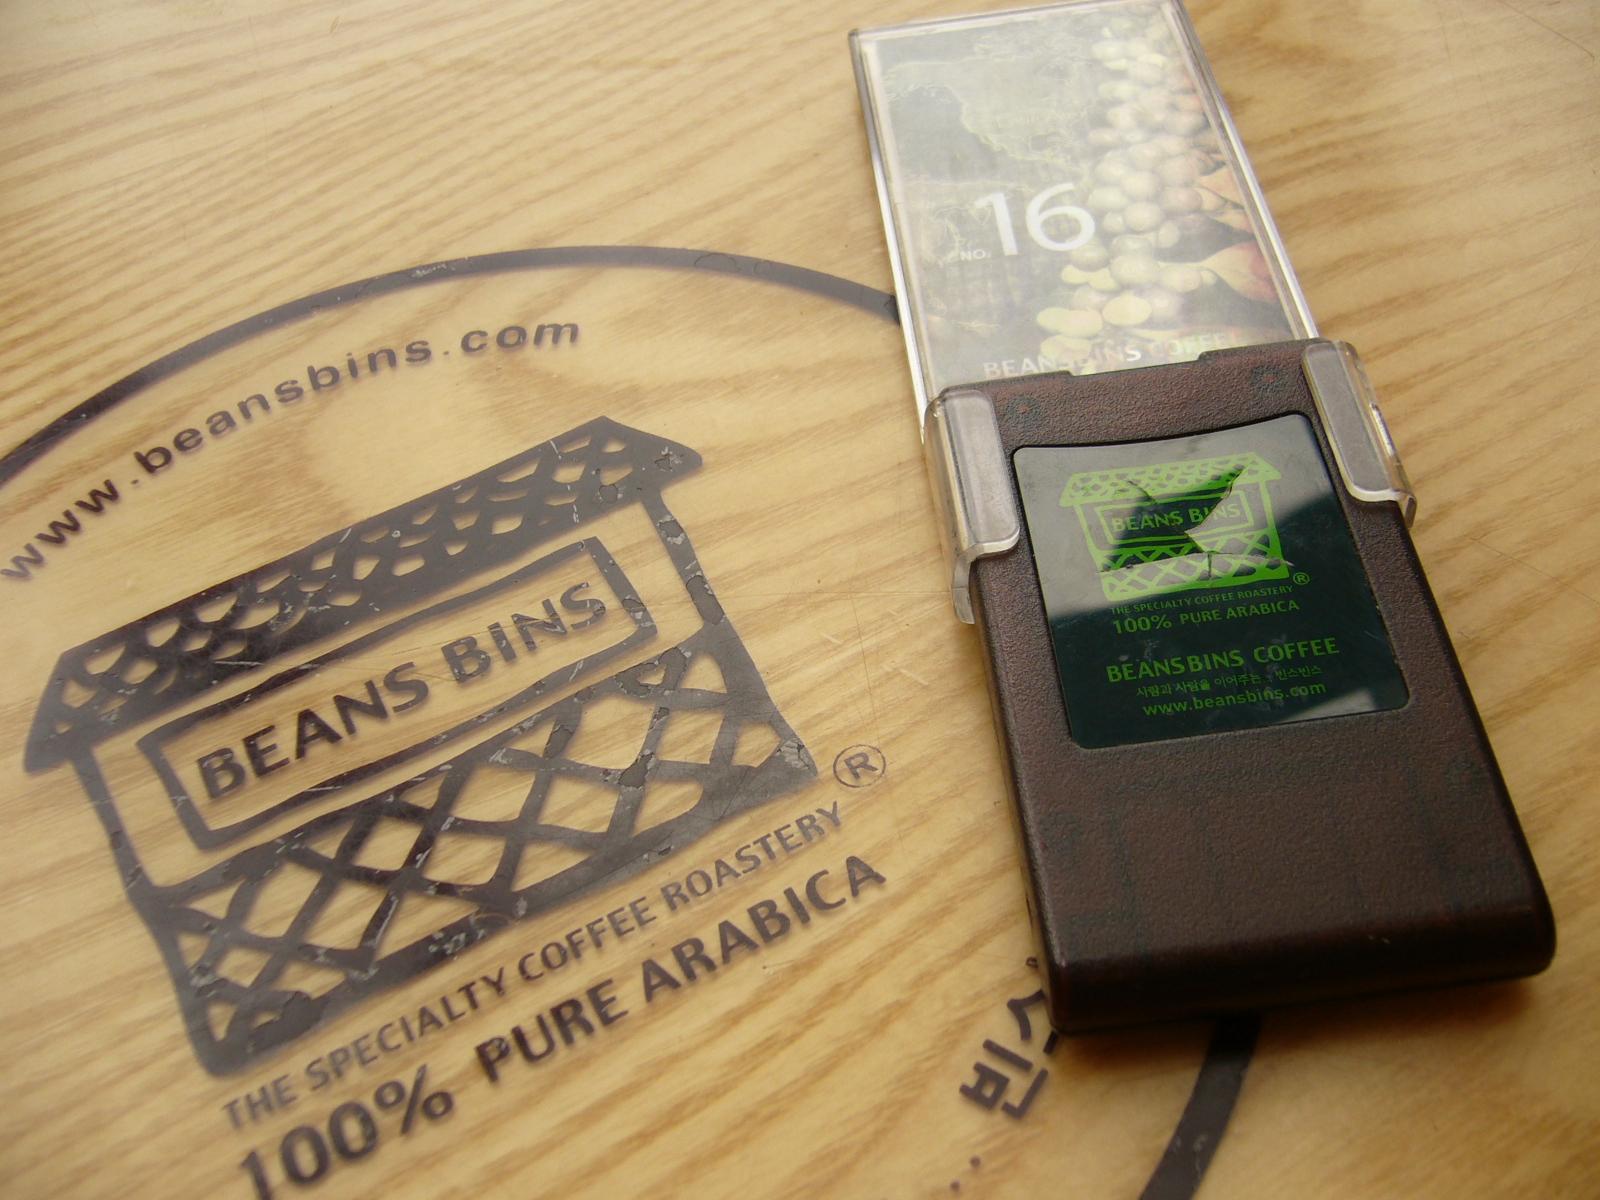 www.beansbins.com
BEANS BINS
®
THE SPECIALTY COFFEE ROASTERY
100% PURE ARABICA
NO. 16
BEANSBINS COFFEE
BEANS BINS
®
THE SPECIALTY COFFEE ROASTERY
100% PURE ARABICA
BEANSBINS COFFEE
사람과 사람을 이어주는.. 빈스빈스
www.beansbins.com